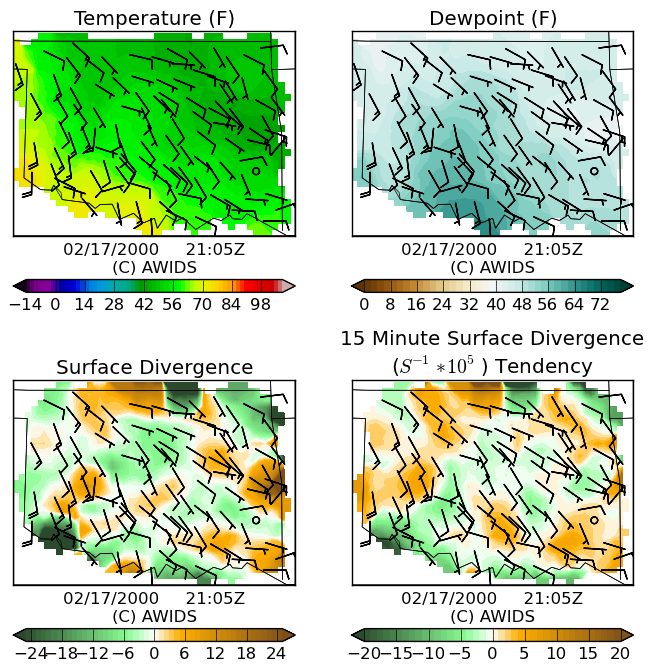 Temperature (F)
Dewpoint (F)
02/17/2000 21:05Z
(C) AWIDS
02/17/2000 21:05Z
(C) AWIDS
−14 0 14 28 42 56 70 84 98
0 8 16 24 32 40 48 56 64 72
Surface Divergence
15 Minute Surface Divergence
(S⁻¹ *10⁵ ) Tendency
02/17/2000 21:05Z
(C) AWIDS
02/17/2000 21:05Z
(C) AWIDS
−24 −18 −12 −6 0 6 12 18 24
−20 −15 −10 −5 0 5 10 15 20